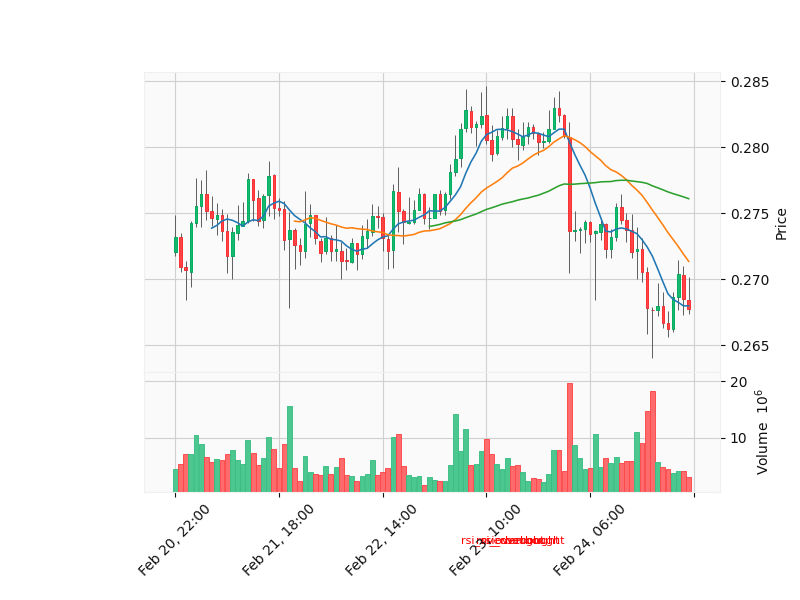 0.285
0.280
0.275
0.270
0.265
Price
20
10
Volume 10^6
Feb 20, 22:00
Feb 21, 18:00
Feb 22, 14:00
Feb 23, 10:00
Feb 24, 06:00